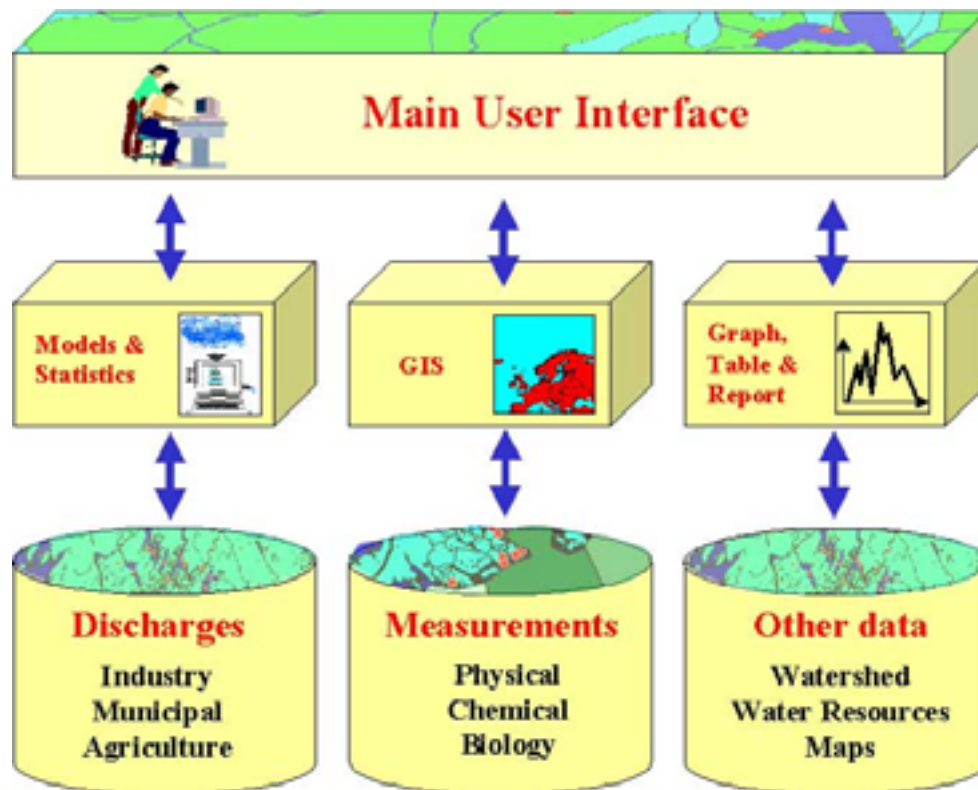 Main User Interface
Models &
Statistics
GIS
Graph,
Table &
Report
Discharges
Industry
Municipal
Agriculture
Measurements
Physical
Chemical
Biology
Other data
Watershed
Water Resources
Maps